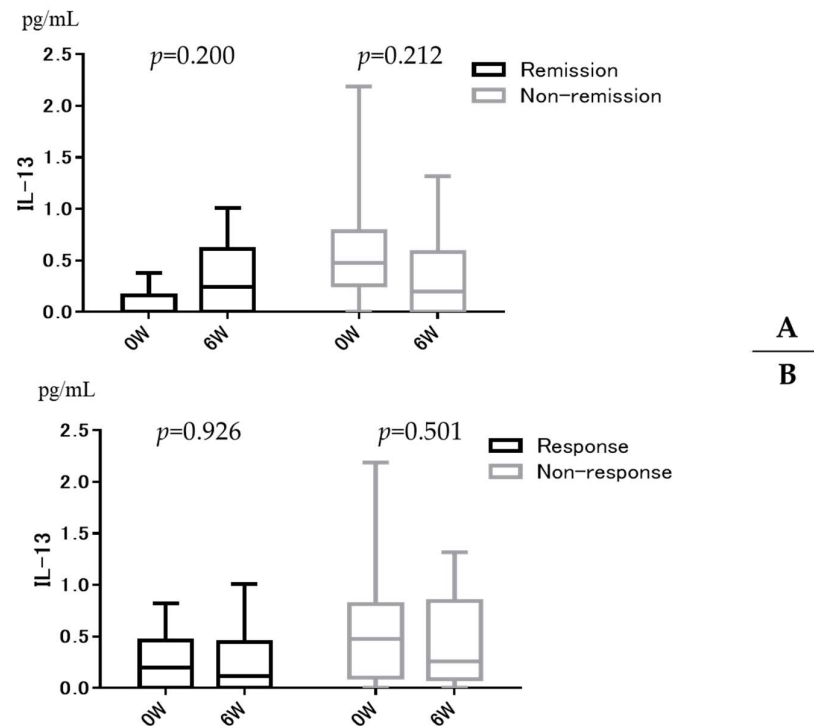 pg/mL
p=0.200
p=0.212
2.5
2.0
1.5
1.0
0.5
0.0
IL-13
Remission
Non-remission
0W
6W
0W
6W
A
B
pg/mL
p=0.926
p=0.501
2.5
2.0
1.5
1.0
0.5
0.0
IL-13
Response
Non-response
0W
6W
0W
6W